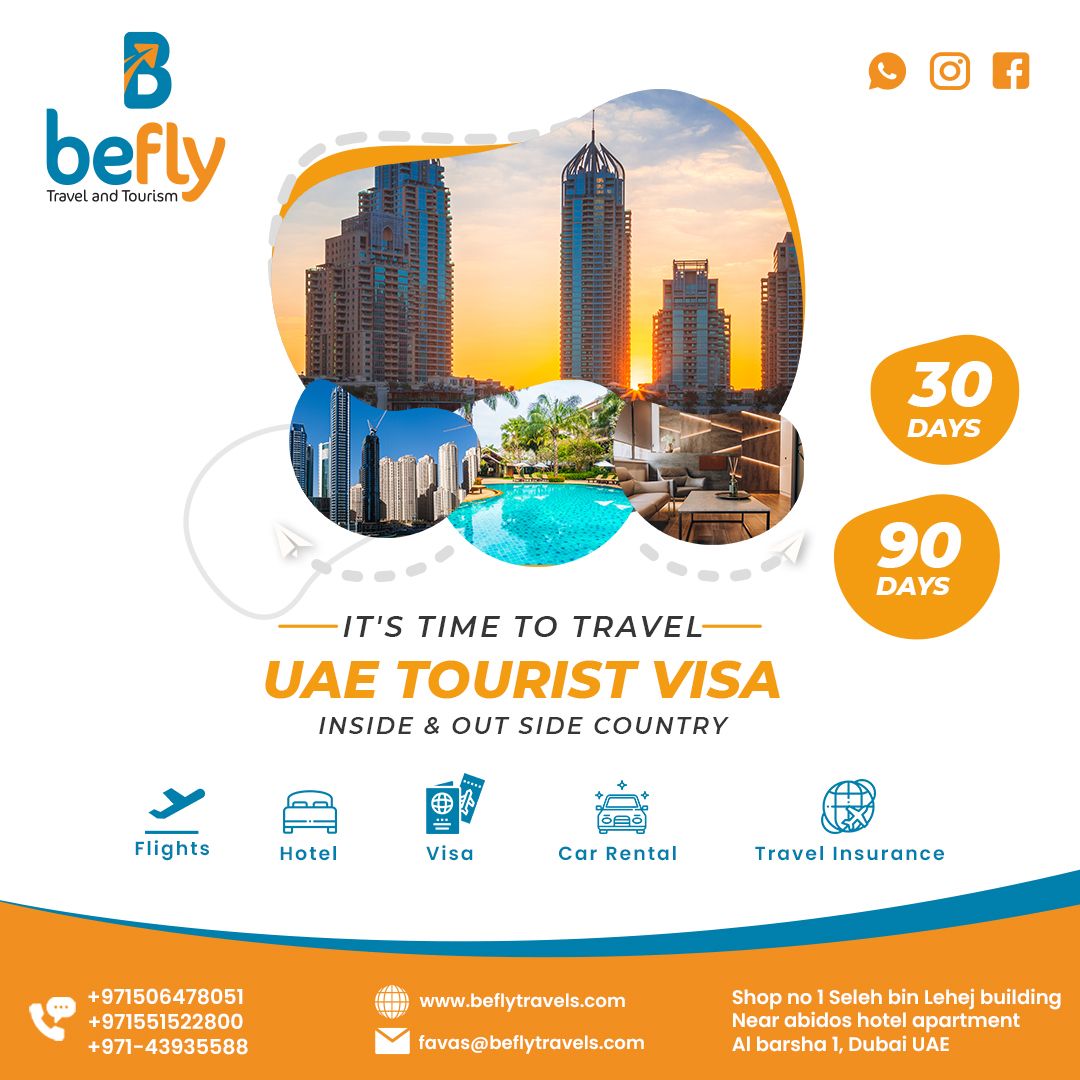 B
befly
Travel and Tourism
30
DAYS
90
DAYS
IT'S TIME TO TRAVEL
UAE TOURIST VISA
INSIDE & OUT SIDE COUNTRY
Flights
Hotel
Visa
Car Rental
Travel Insurance
+971506478051
+971551522800
+971-43935588
www.beflytravels.com
favas@beflytravels.com
Shop no 1 Seleh bin Lehej building
Near abidos hotel apartment
Al barsha 1, Dubai UAE